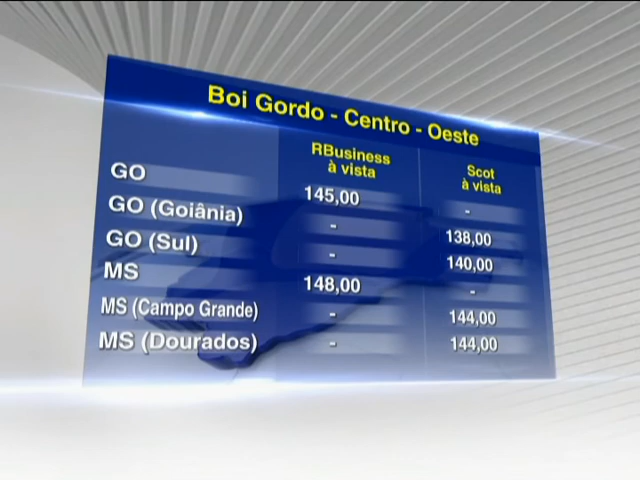 Boi Gordo - Centro - Oeste
RBusiness
à vista
Scot
à vista
GO 145,00 -
GO (Goiânia) - 138,00
GO (Sul) - 140,00
MS 148,00 -
MS (Campo Grande) - 144,00
MS (Dourados) - 144,00